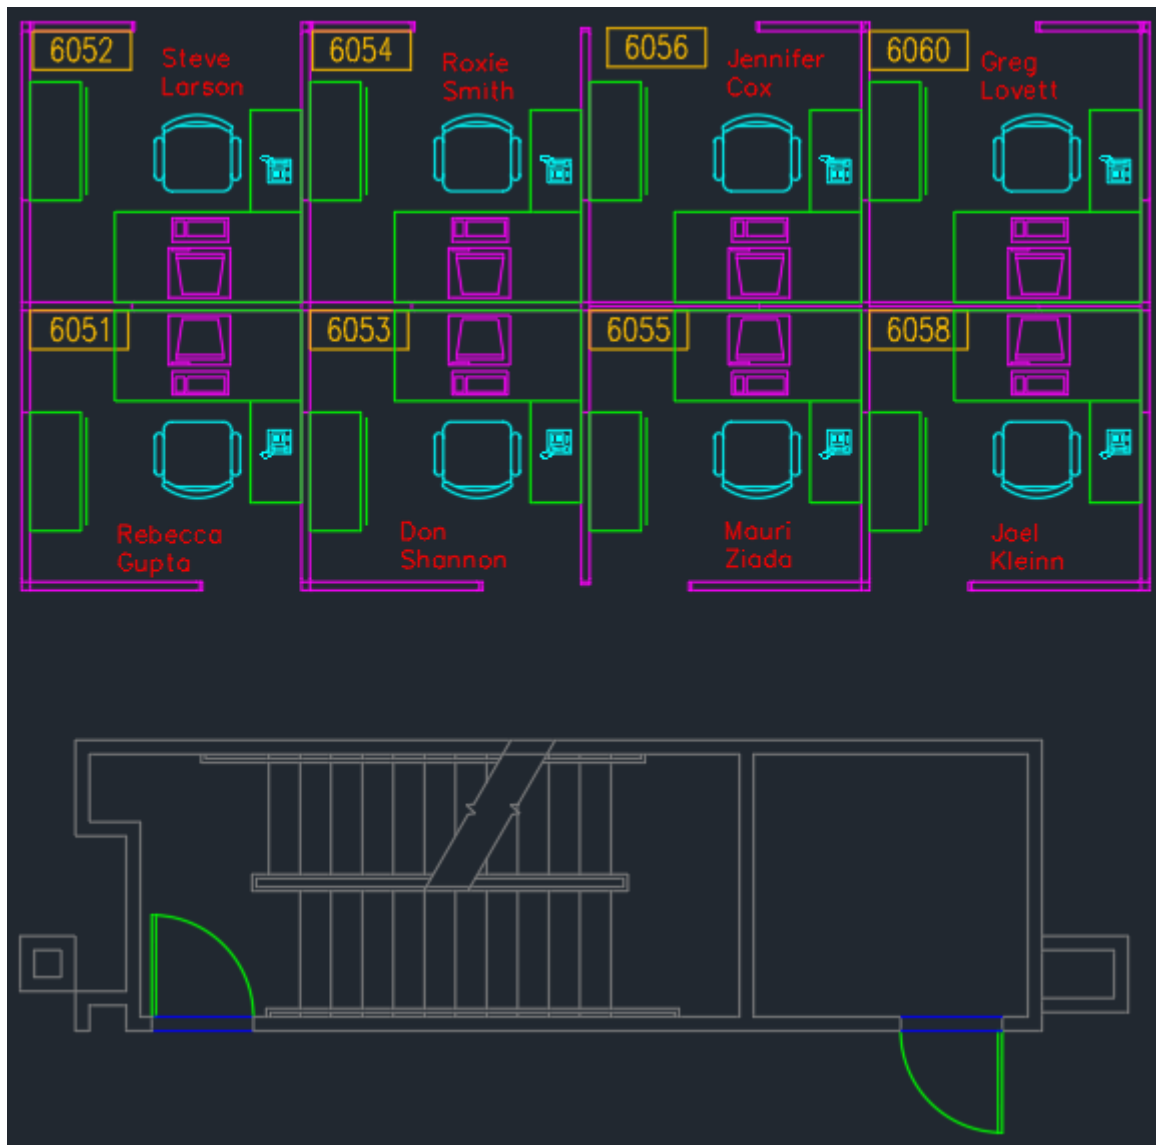 6052
Steve
Larson
6054
Roxie
Smith
6056
Jennifer
Cox
6060
Greg
Lovett
6051
Rebecca
Gupta
6053
Don
Shannon
6055
Mauri
Ziada
6058
Joel
Kleinn